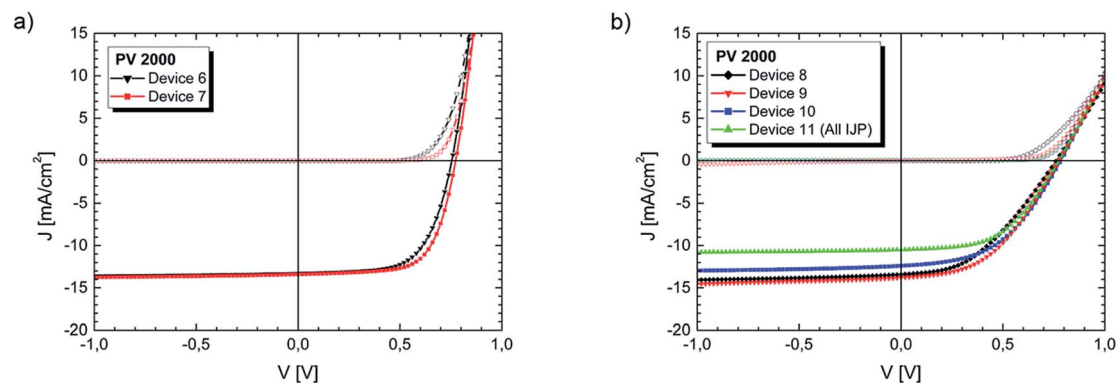 a)
15
10
5
0
-5
-10
-15
-20
J [mA/cm²]
PV 2000
Device 6
Device 7
-1,0
-0,5
0,0
0,5
1,0
V [V]
b)
15
10
5
0
-5
-10
-15
-20
J [mA/cm²]
PV 2000
Device 8
Device 9
Device 10
Device 11 (All IJP)
-1,0
-0,5
0,0
0,5
1,0
V [V]